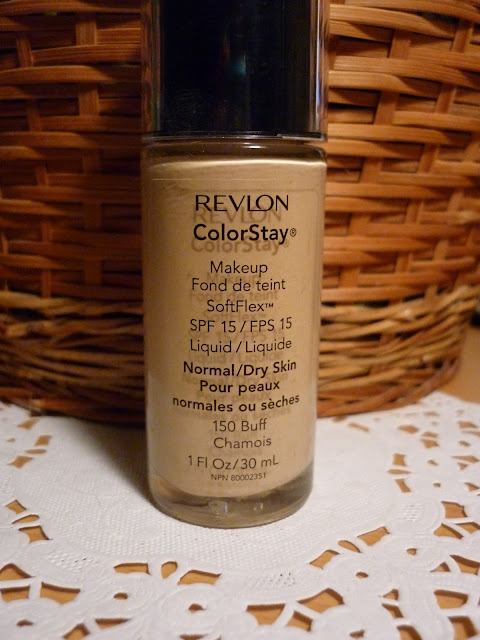 REVLON
ColorStay®
Makeup
Fond de teint
SoftFlex™
SPF 15 / FPS 15
Liquid / Liquide
Normal/Dry Skin
Pour peaux
normales ou sèches
150 Buff
Chamois
1 Fl Oz/30 mL
NPN 80002351